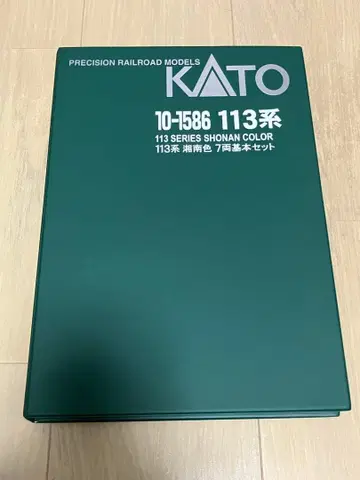 PRECISION RAILROAD MODELS
KATO
10-1586 113系
113 SERIES SHONAN COLOR
113系 湘南色 7両基本セット